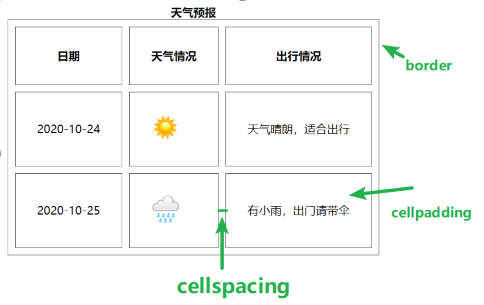 天气预报
日期 天气情况 出行情况
border
2020-10-24 天气晴朗，适合出行
2020-10-25 有小雨，出门请带伞
cellpadding
cellspacing